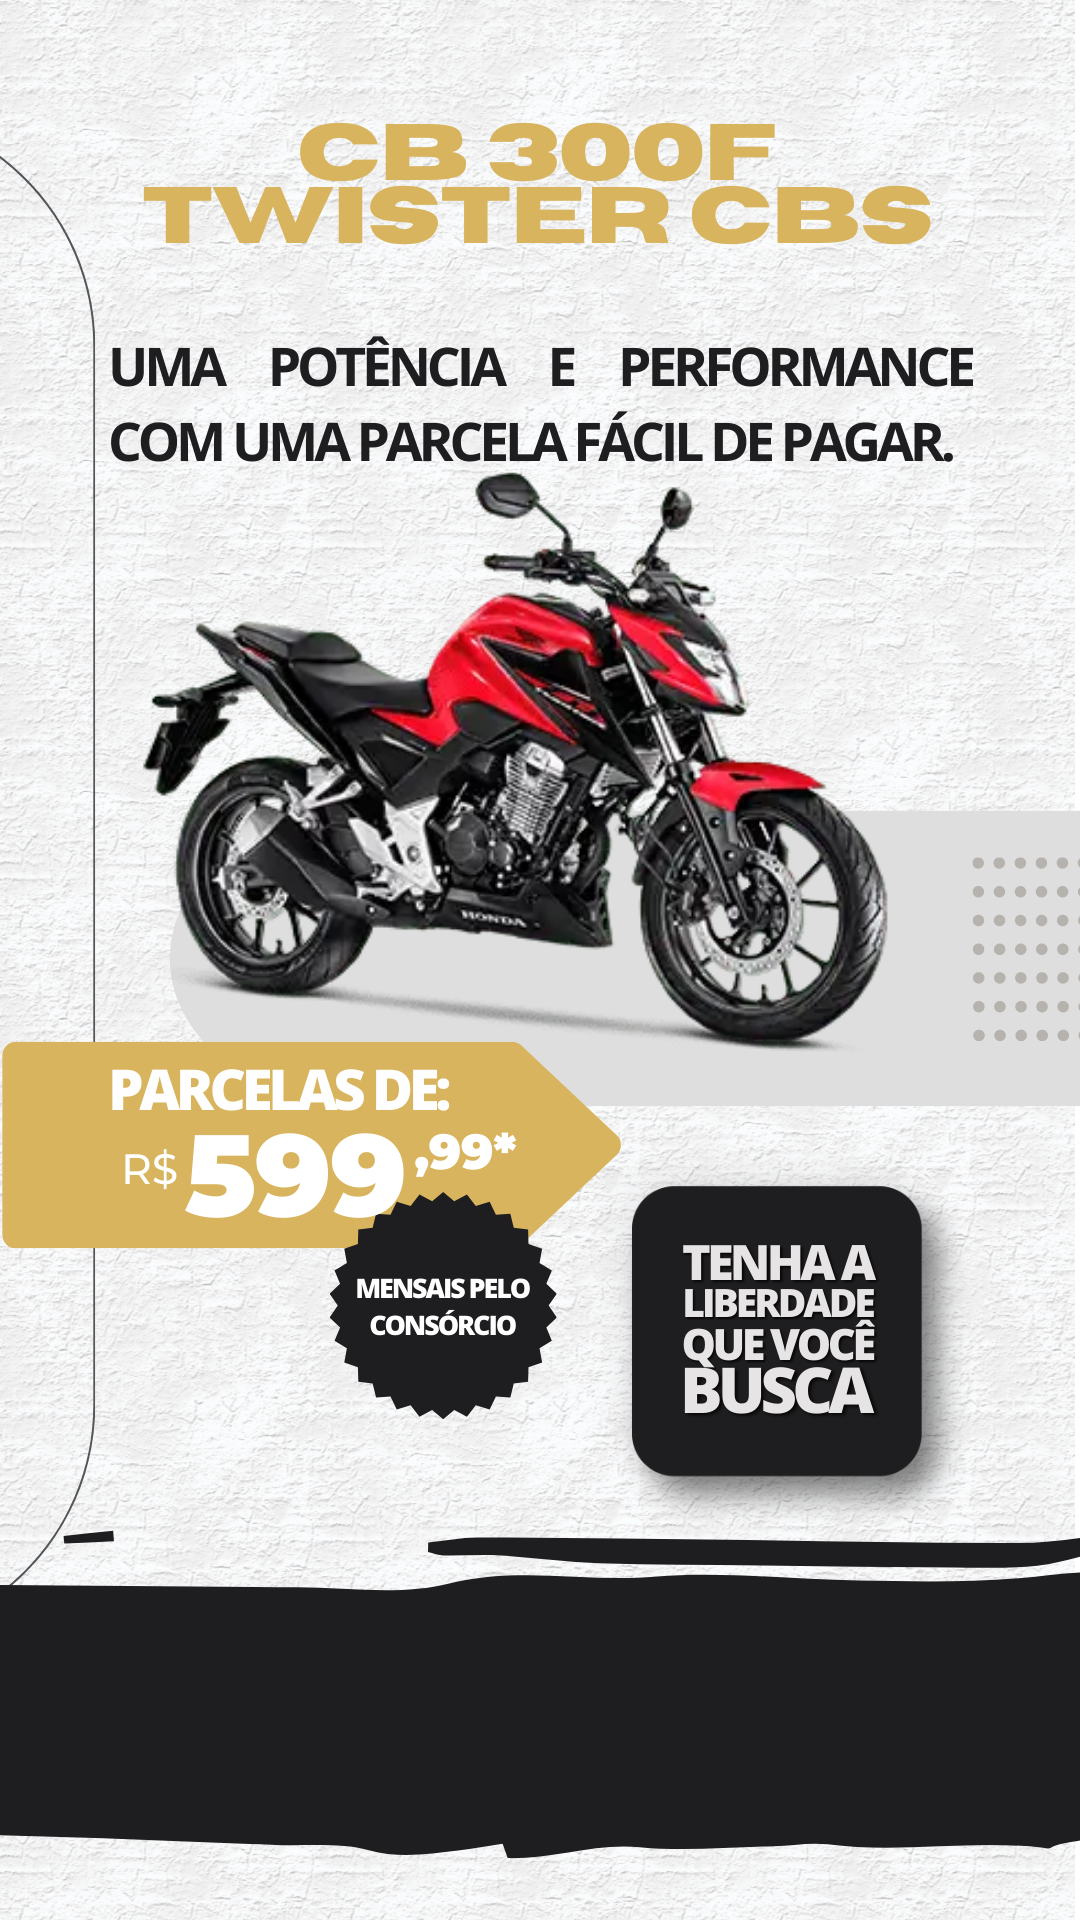 CB 300F
TWISTER CBS
UMA POTÊNCIA E PERFORMANCE
COM UMA PARCELA FÁCIL DE PAGAR.
HONDA
PARCELAS DE:
R$ 599,99*
MENSAIS PELO
CONSÓRCIO
TENHA A
LIBERDADE
QUE VOCÊ
BUSCA